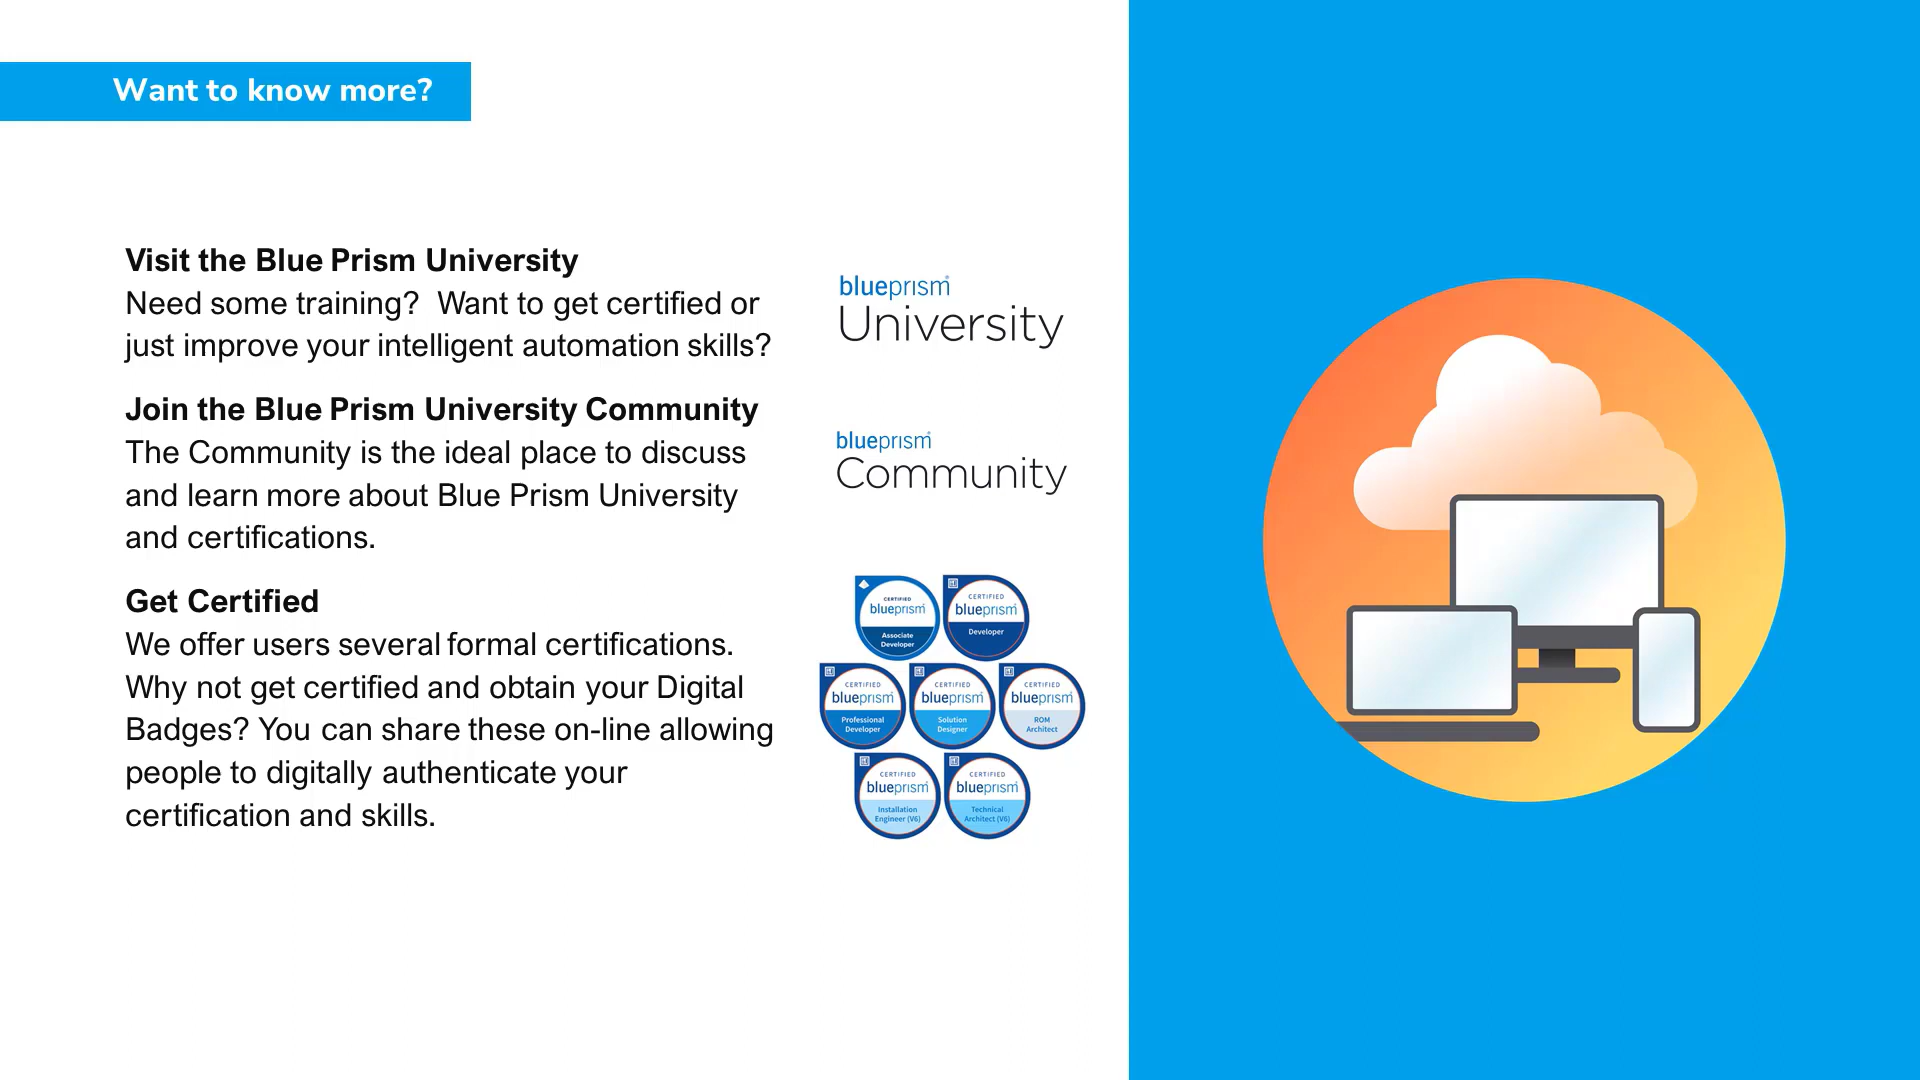 Want to know more?
Visit the Blue Prism University
Need some training?  Want to get certified or
just improve your intelligent automation skills?
Join the Blue Prism University Community
The Community is the ideal place to discuss
and learn more about Blue Prism University
and certifications.
Get Certified
We offer users several formal certifications.
Why not get certified and obtain your Digital
Badges? You can share these on-line allowing
people to digitally authenticate your
certification and skills.
blueprism®
University
blueprism®
Community
CERTIFIED
blueprism
Associate
Developer
CERTIFIED
blueprism
Developer
CERTIFIED
blueprism
Professional
Developer
CERTIFIED
blueprism
Solution
Designer
CERTIFIED
blueprism
ROM
Architect
CERTIFIED
blueprism
Installation
Engineer (V6)
CERTIFIED
blueprism
Technical
Architect (V6)